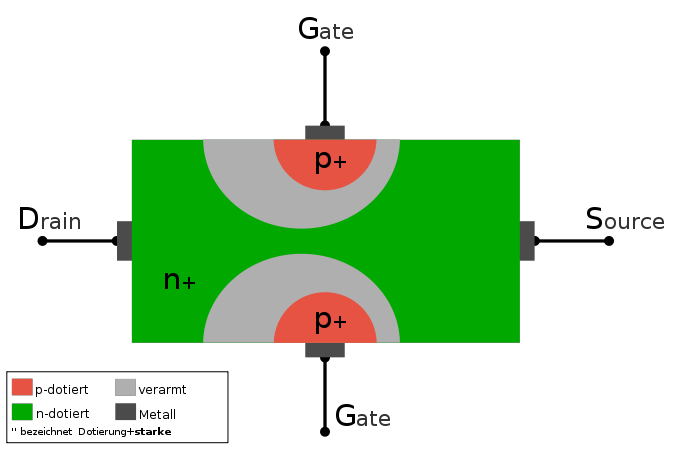 Gate
p+
Drain
Source
n+
p+
p-dotiert
verarmt
n-dotiert
Metall
" bezeichnet Dotierung+starke
Gate